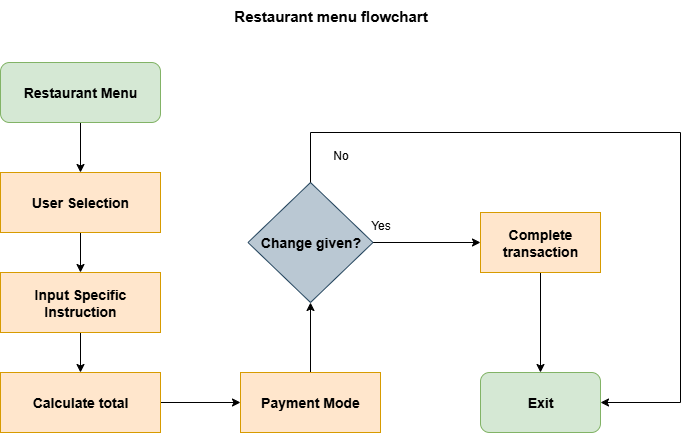 Restaurant menu flowchart
Restaurant Menu
User Selection
Input Specific
Instruction
Calculate total
Payment Mode
Change given?
No
Yes
Complete
transaction
Exit